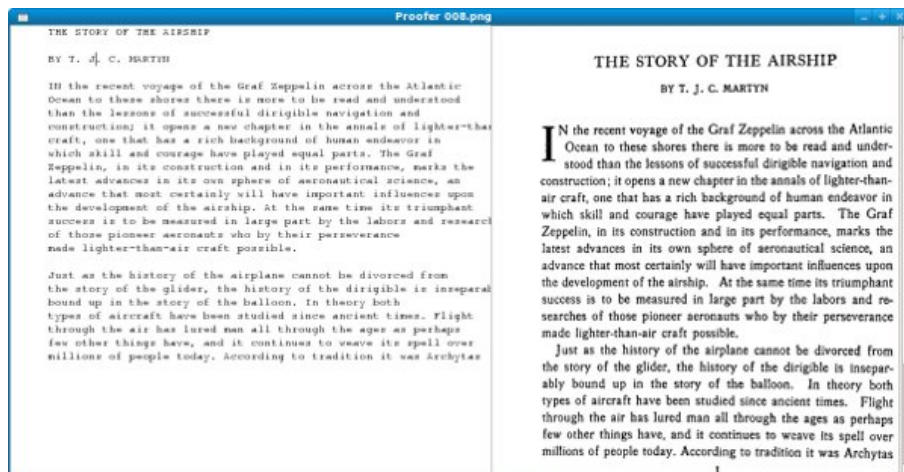 Proofer 008.png
THE STORY OF THE AIRSHIP
BY T. J. C. MARTYN
IN the recent voyage of the Graf Zeppelin across the Atlantic
Ocean to these shores there is more to be read and understood
than the lessons of successful dirigible navigation and
construction; it opens a new chapter in the annals of lighter-than
craft, one that has a rich background of human endeavor in
which skill and courage have played equal parts. The Graf
Zeppelin, in its construction and in its performance, marks the
latest advances in its own sphere of aeronautical science, an
advance that most certainly will have important influences upon
the development of the airship. At the same time its triumphant
success is to be measured in large part by the labors and research
of those pioneer aeronauts who by their perseverance
made lighter-than-air craft possible.
Just as the history of the airplane cannot be divorced from
the story of the glider, the history of the dirigible is inseparab
bound up in the story of the balloon. In theory both
types of aircraft have been studied since ancient times. Flight
through the air has lured man all through the ages as perhaps
few other things have, and it continues to weave its spell over
millions of people today. According to tradition it was Archytas
THE STORY OF THE AIRSHIP
BY T. J. C. MARTYN
IN the recent voyage of the Graf Zeppelin across the Atlantic
Ocean to these shores there is more to be read and under-
stood than the lessons of successful dirigible navigation and
construction; it opens a new chapter in the annals of lighter-than-
air craft, one that has a rich background of human endeavor in
which skill and courage have played equal parts. The Graf
Zeppelin, in its construction and in its performance, marks the
latest advances in its own sphere of aeronautical science, an
advance that most certainly will have important influences upon
the development of the airship. At the same time its triumphant
success is to be measured in large part by the labors and re-
searches of those pioneer aeronauts who by their perseverance
made lighter-than-air craft possible.
Just as the history of the airplane cannot be divorced from
the story of the glider, the history of the dirigible is insepar-
ably bound up in the story of the balloon. In theory both
types of aircraft have been studied since ancient times. Flight
through the air has lured man all through the ages as perhaps
few other things have, and it continues to weave its spell over
millions of people today. According to tradition it was Archytas